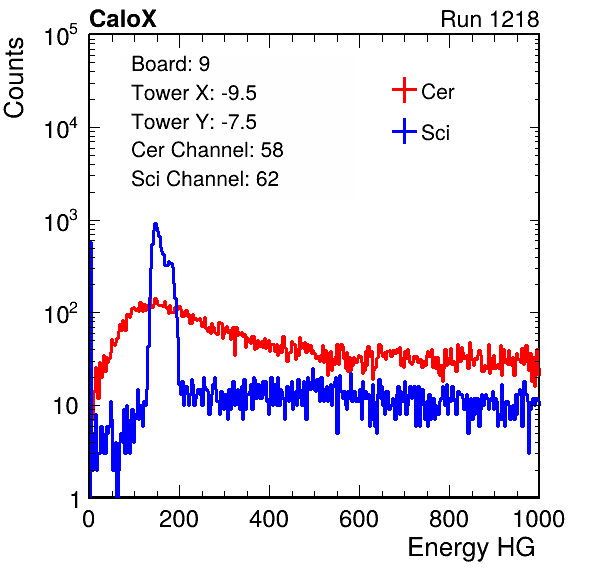 CaloX Run 1218
Counts
10^5
10^4
10^3
10^2
10
1
Board: 9
Tower X: -9.5
Tower Y: -7.5
Cer Channel: 58
Sci Channel: 62
Cer
Sci
0 200 400 600 800 1000
Energy HG